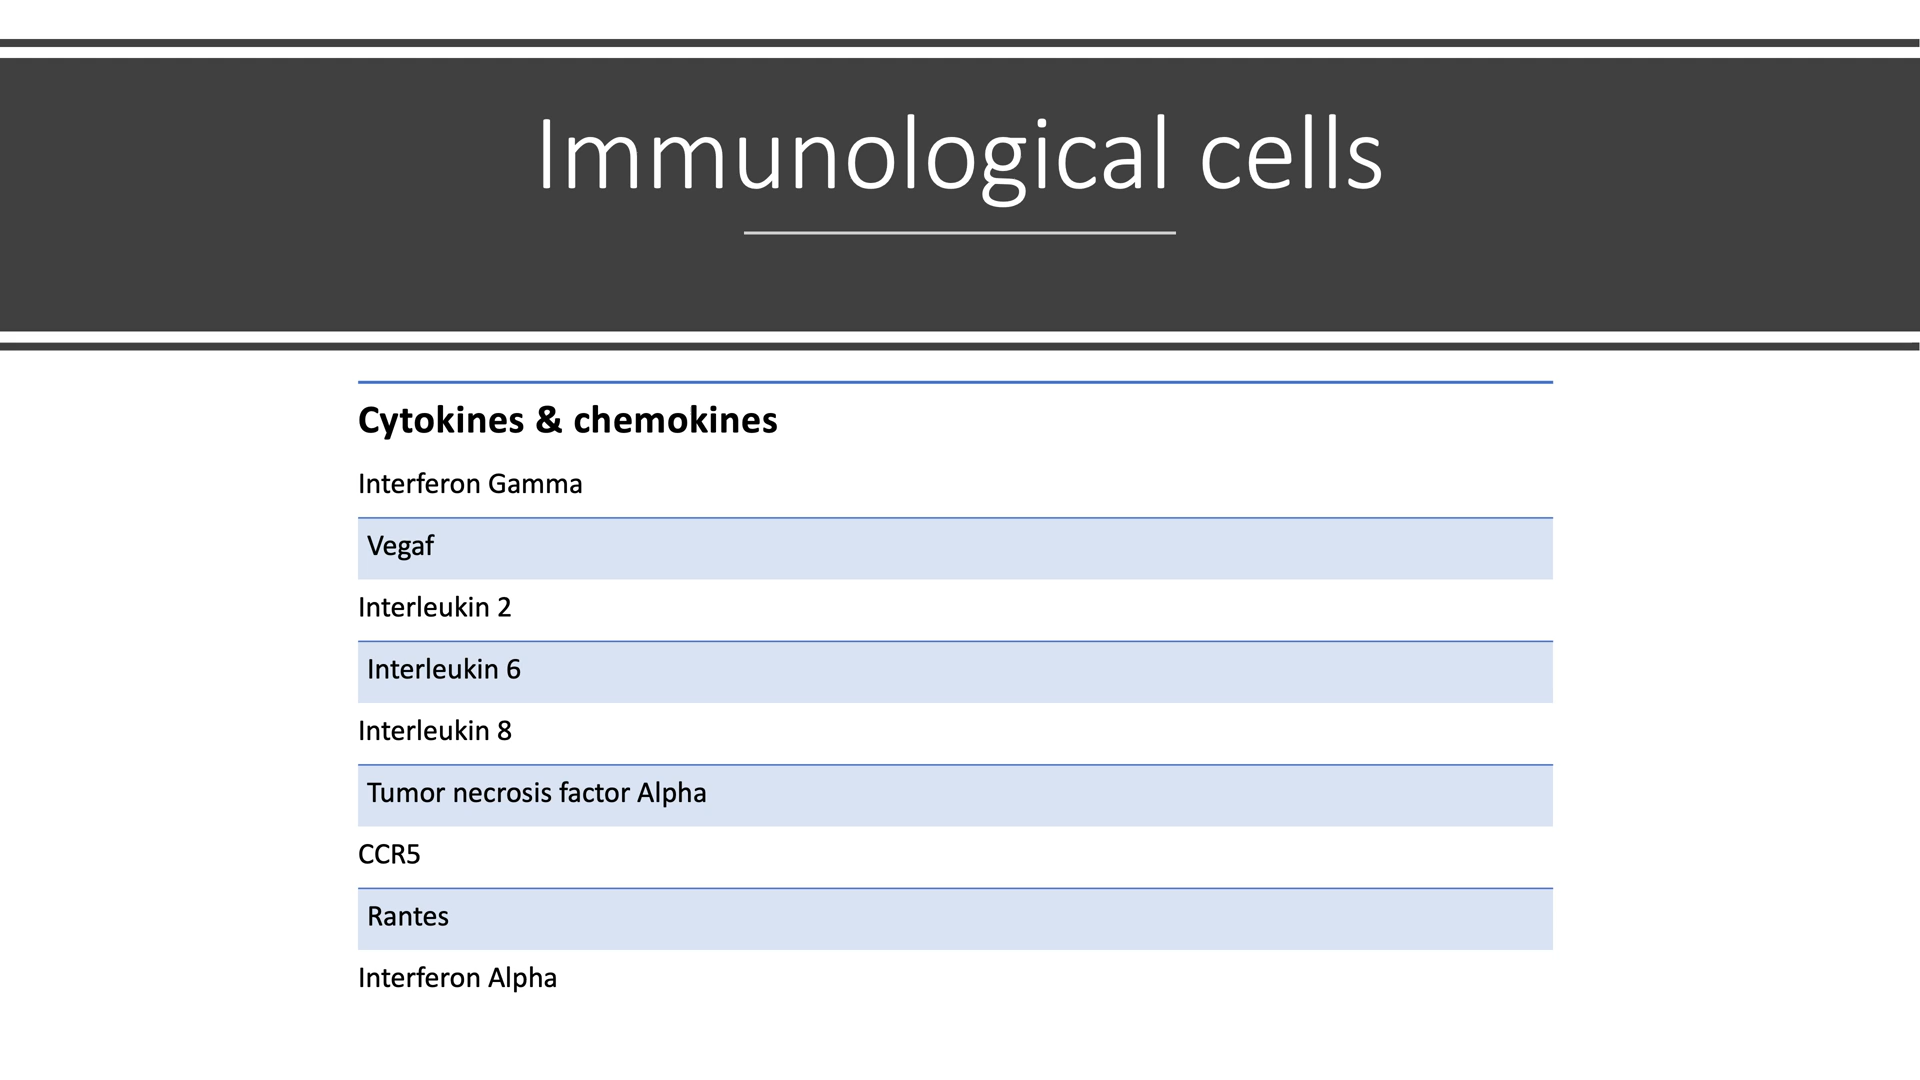 Immunological cells
Cytokines & chemokines
Interferon Gamma
Vegaf
Interleukin 2
Interleukin 6
Interleukin 8
Tumor necrosis factor Alpha
CCR5
Rantes
Interferon Alpha